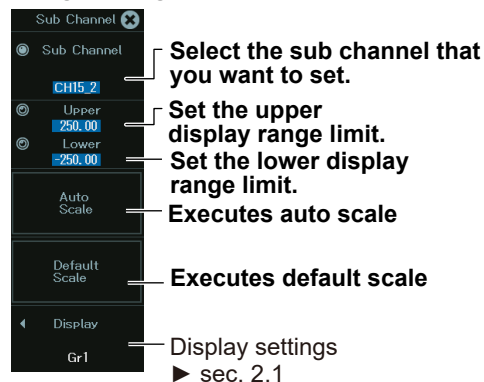 Sub Channel
Sub Channel
CH15_2
Select the sub channel that
you want to set.
Upper
250.00
Set the upper
display range limit.
Lower
-250.00
Set the lower display
range limit.
Auto
Scale
Executes auto scale
Default
Scale
Executes default scale
Display
Gr1
Display settings
► sec. 2.1